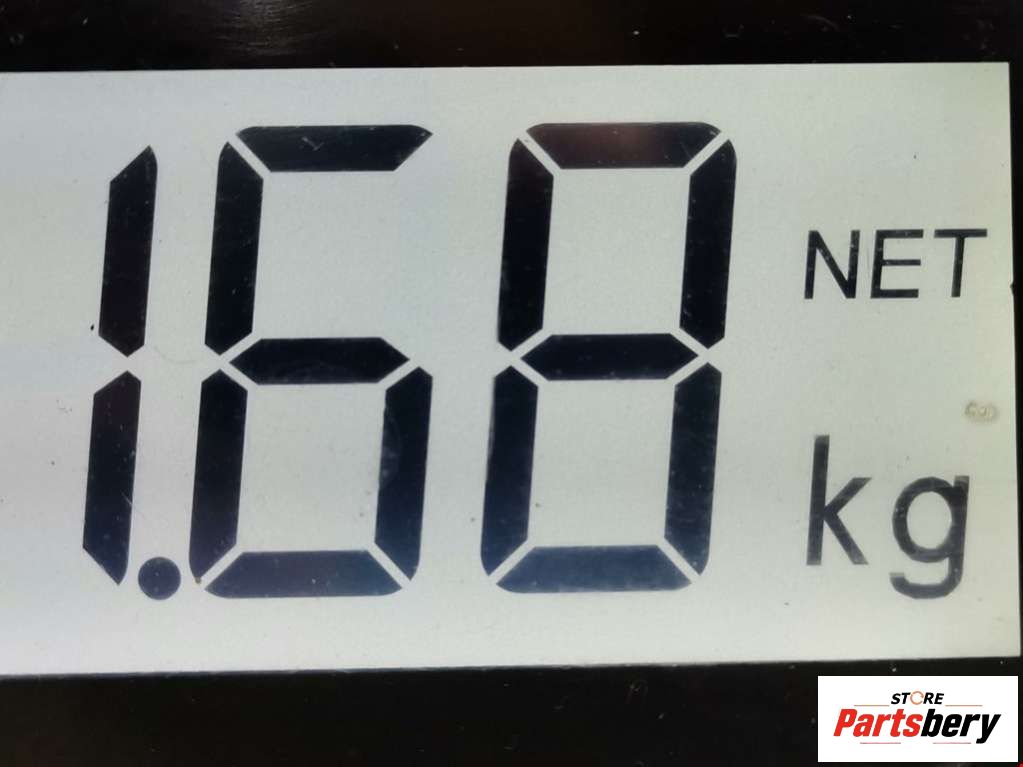 1.68
NET
kg
STORE
Partsbery